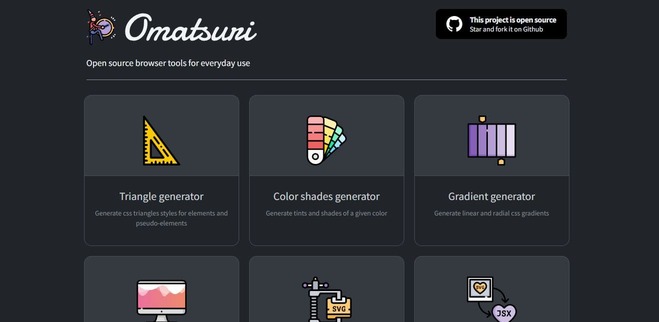 Omatsuri
This project is open source
Star and fork it on Github
Open source browser tools for everyday use
Triangle generator
Generate css triangles styles for elements and
pseudo-elements
Color shades generator
Generate tints and shades of a given color
Gradient generator
Generate linear and radial css gradients
SVG
SVG
JSX